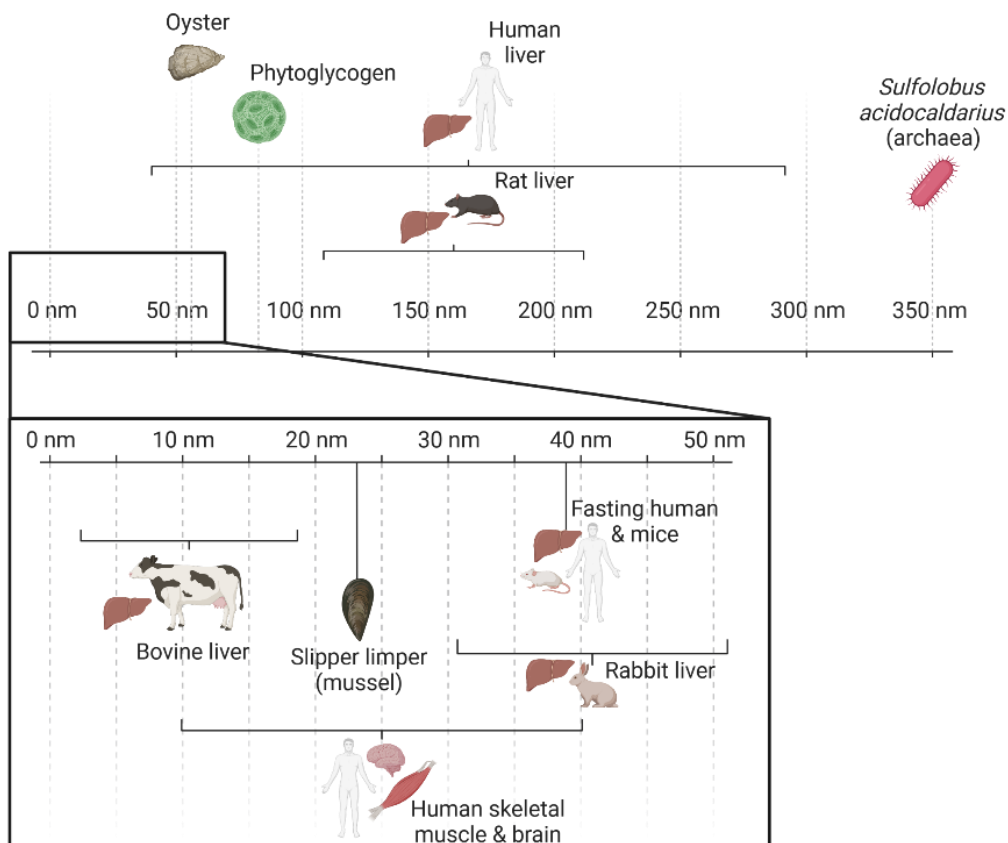 Oyster
Phytoglycogen
Human
liver
Sulfolobus
acidocaldarius
(archaea)
Rat liver
0 nm 50 nm 100 nm 150 nm 200 nm 250 nm 300 nm 350 nm
0 nm 10 nm 20 nm 30 nm 40 nm 50 nm
Fasting human
& mice
Bovine liver
Slipper limper
(mussel)
Rabbit liver
Human skeletal
muscle & brain